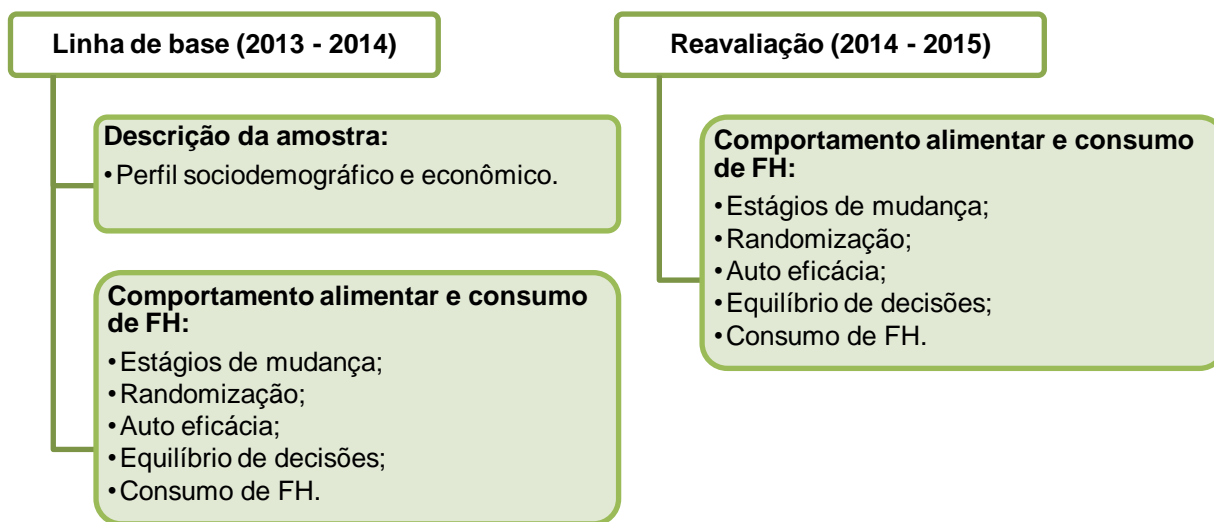 Linha de base (2013 - 2014)
Descrição da amostra:
•Perfil sociodemográfico e econômico.
Comportamento alimentar e consumo
de FH:
•Estágios de mudança;
•Randomização;
•Auto eficácia;
•Equilíbrio de decisões;
•Consumo de FH.
Reavaliação (2014 - 2015)
Comportamento alimentar e consumo
de FH:
•Estágios de mudança;
•Randomização;
•Auto eficácia;
•Equilíbrio de decisões;
•Consumo de FH.